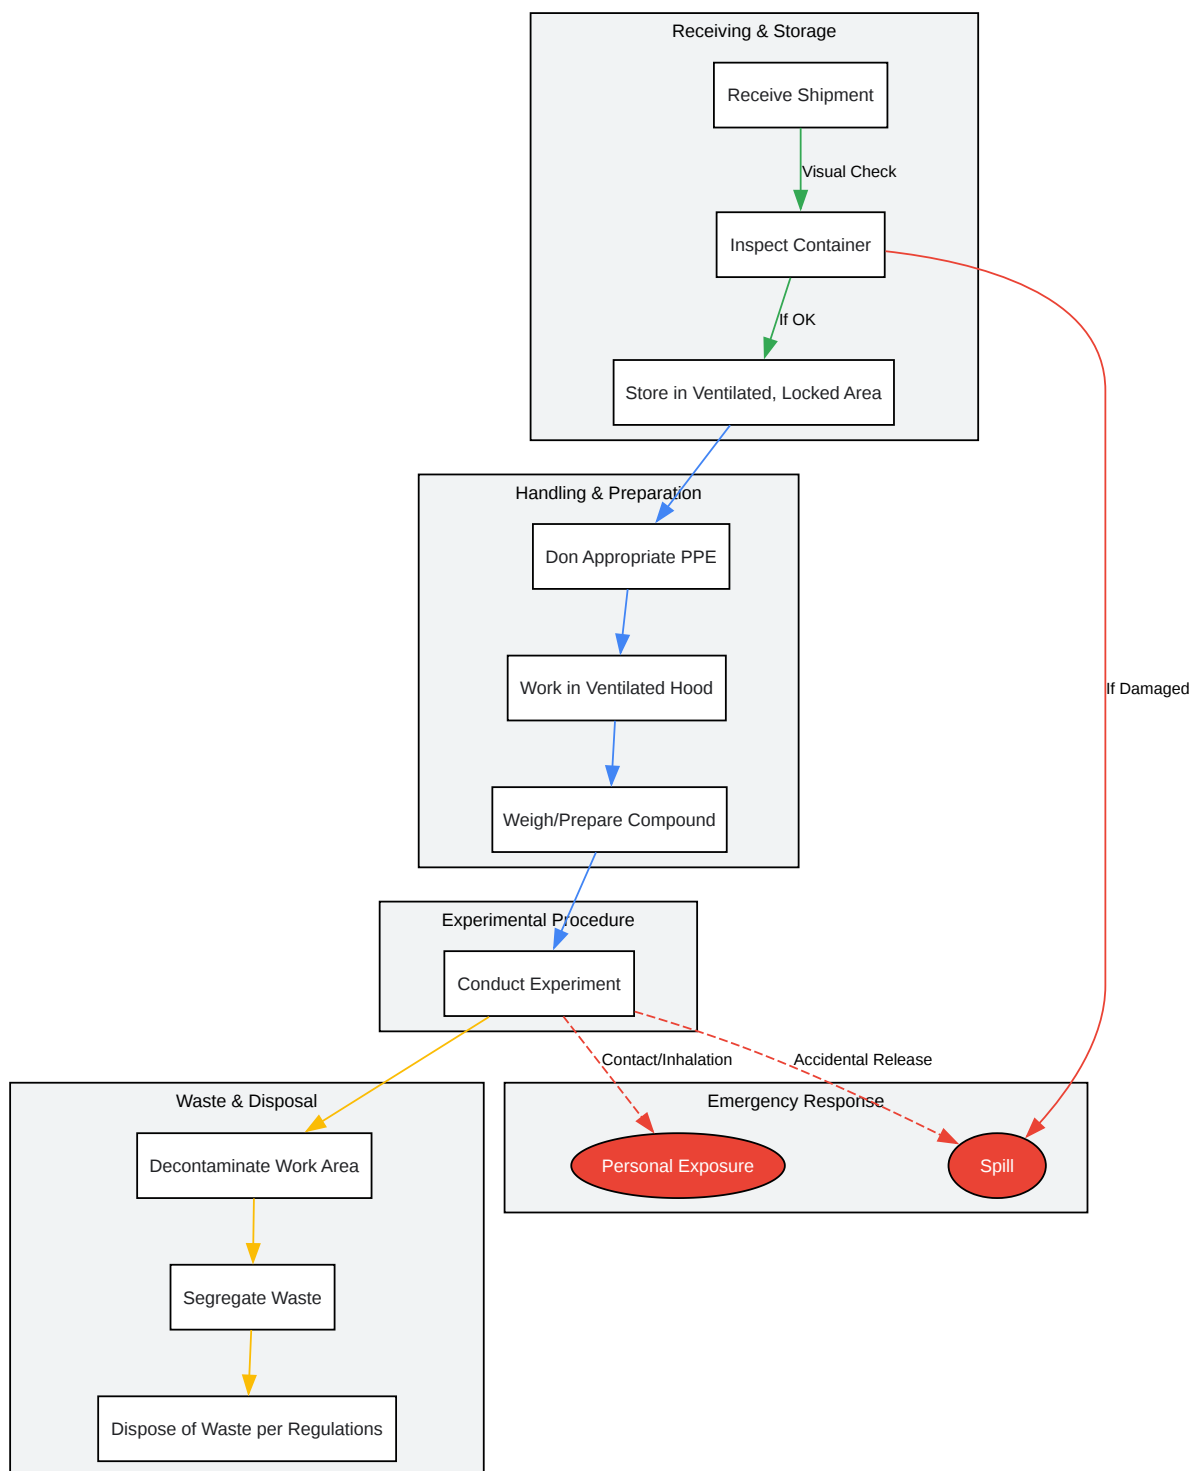 Receiving & Storage
Receive Shipment
Visual Check
Inspect Container
If OK
Store in Ventilated, Locked Area
Handling & Preparation
Don Appropriate PPE
Work in Ventilated Hood
If Damaged
Weigh/Prepare Compound
Experimental Procedure
Conduct Experiment
Contact/Inhalation
Accidental Release
Waste & Disposal
Emergency Response
Decontaminate Work Area
Personal Exposure
Spill
Segregate Waste
Dispose of Waste per Regulations